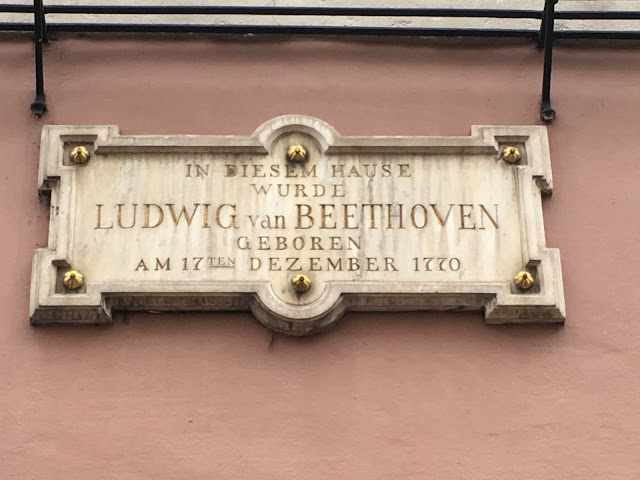 IN DIESEM HAUSE
WURDE
LUDWIG van BEETHOVEN
GEBOREN
AM 17TEN DEZEMBER 1770